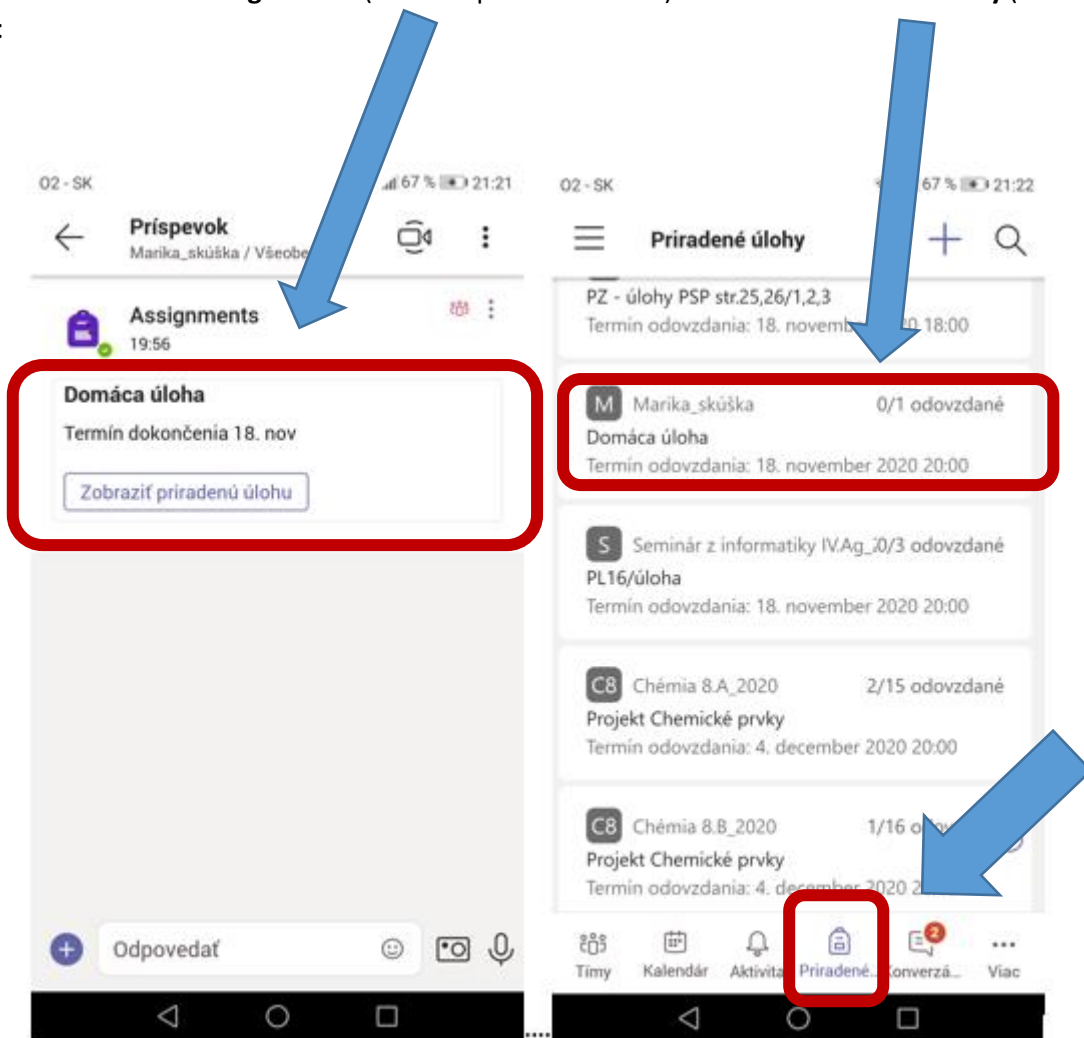 :
O2 - SK 67 % 21:21
Príspevok
Marika_skúška / Všeobe
Assignments
19:56
Domáca úloha
Termín dokončenia 18. nov
Zobraziť priradenú úlohu
Odpovedať
O2 - SK 67 % 21:22
Priradené úlohy
PZ - úlohy PSP str.25,26/1,2,3
Termín odovzdania: 18. novemb 20 18:00
M Marika_skúška 0/1 odovzdané
Domáca úloha
Termín odovzdania: 18. november 2020 20:00
S Seminár z informatiky IV.Ag_ 0/3 odovzdané
PL16/úloha
Termín odovzdania: 18. november 2020 20:00
C8 Chémia 8.A_2020 2/15 odovzdané
Projekt Chemické prvky
Termín odovzdania: 4. december 2020 20:00
C8 Chémia 8.B_2020 1/16
Projekt Chemické prvky
Termín odovzdania: 4. december 2020
2
Tímy Kalendár Aktivita Priradené... Konverzá... Viac
....